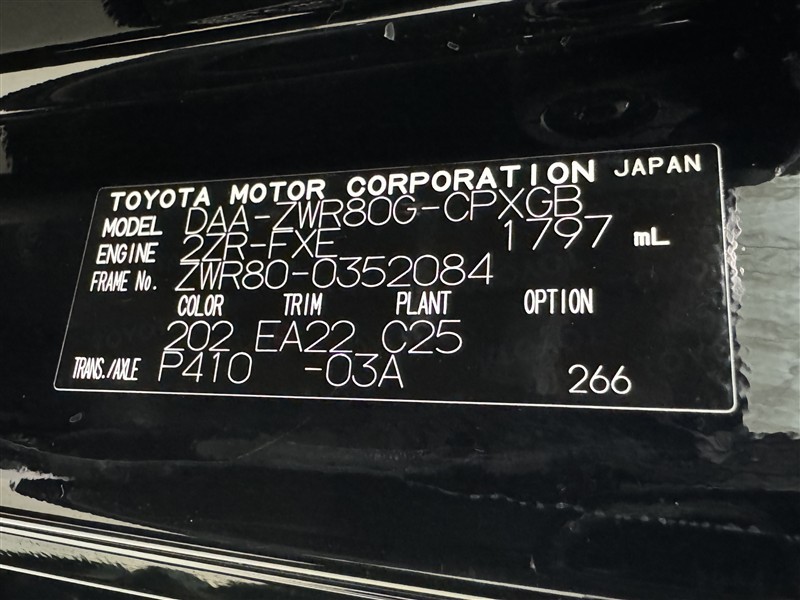 TOYOTA MOTOR CORPORATION JAPAN
MODEL DAA-ZWR80G-CPXGB
ENGINE 2ZR-FXE 1797 mL
FRAME No. ZWR80-0352084
COLOR TRIM PLANT OPTION
202 EA22 C25
TRANS./AXLE P410 -03A 266